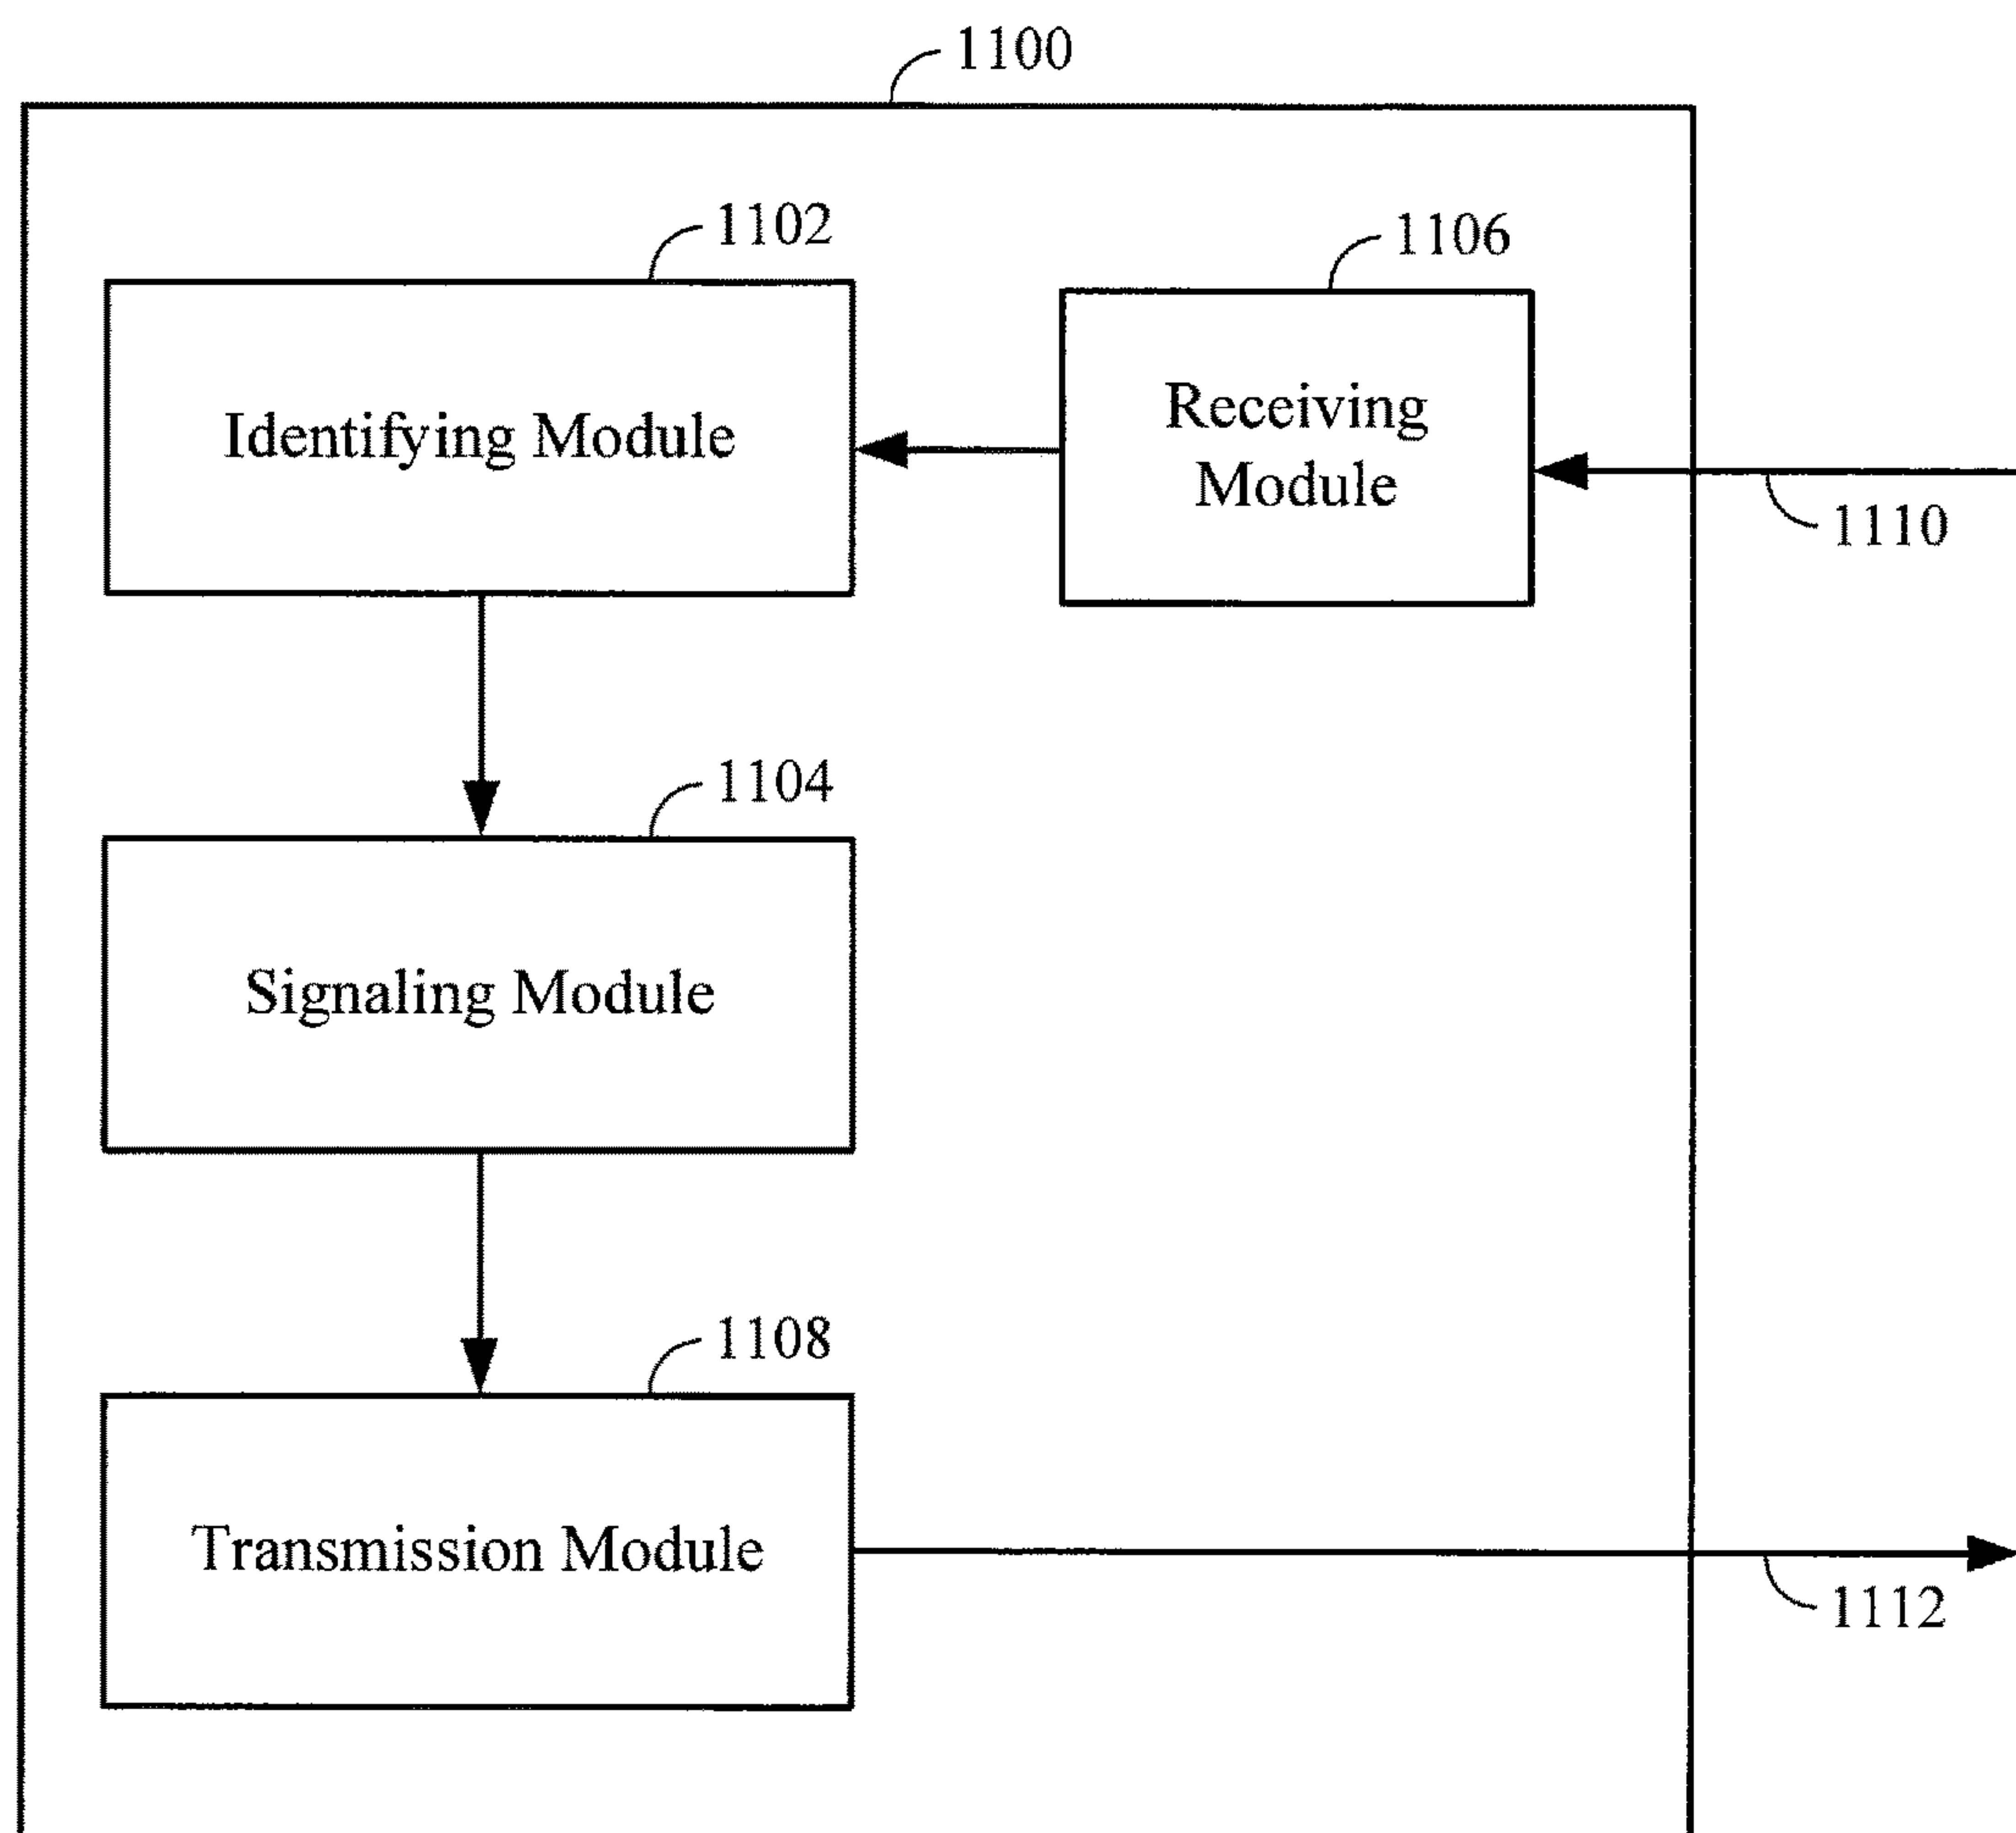 1100
1102
1106
Identifying Module
Receiving
Module
1110
1104
Signaling Module
1108
Transmission Module
1112